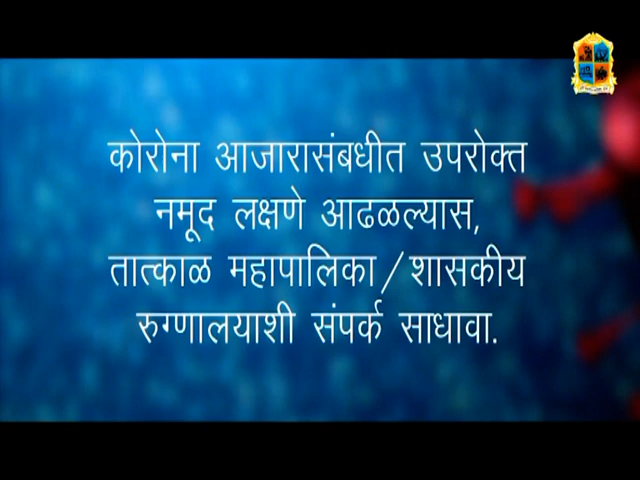 कोरोना आजारासंबधीत उपरोक्त
नमूद लक्षणे आढळल्यास,
तात्काळ महापालिका/शासकीय
रुग्णालयाशी संपर्क साधावा.